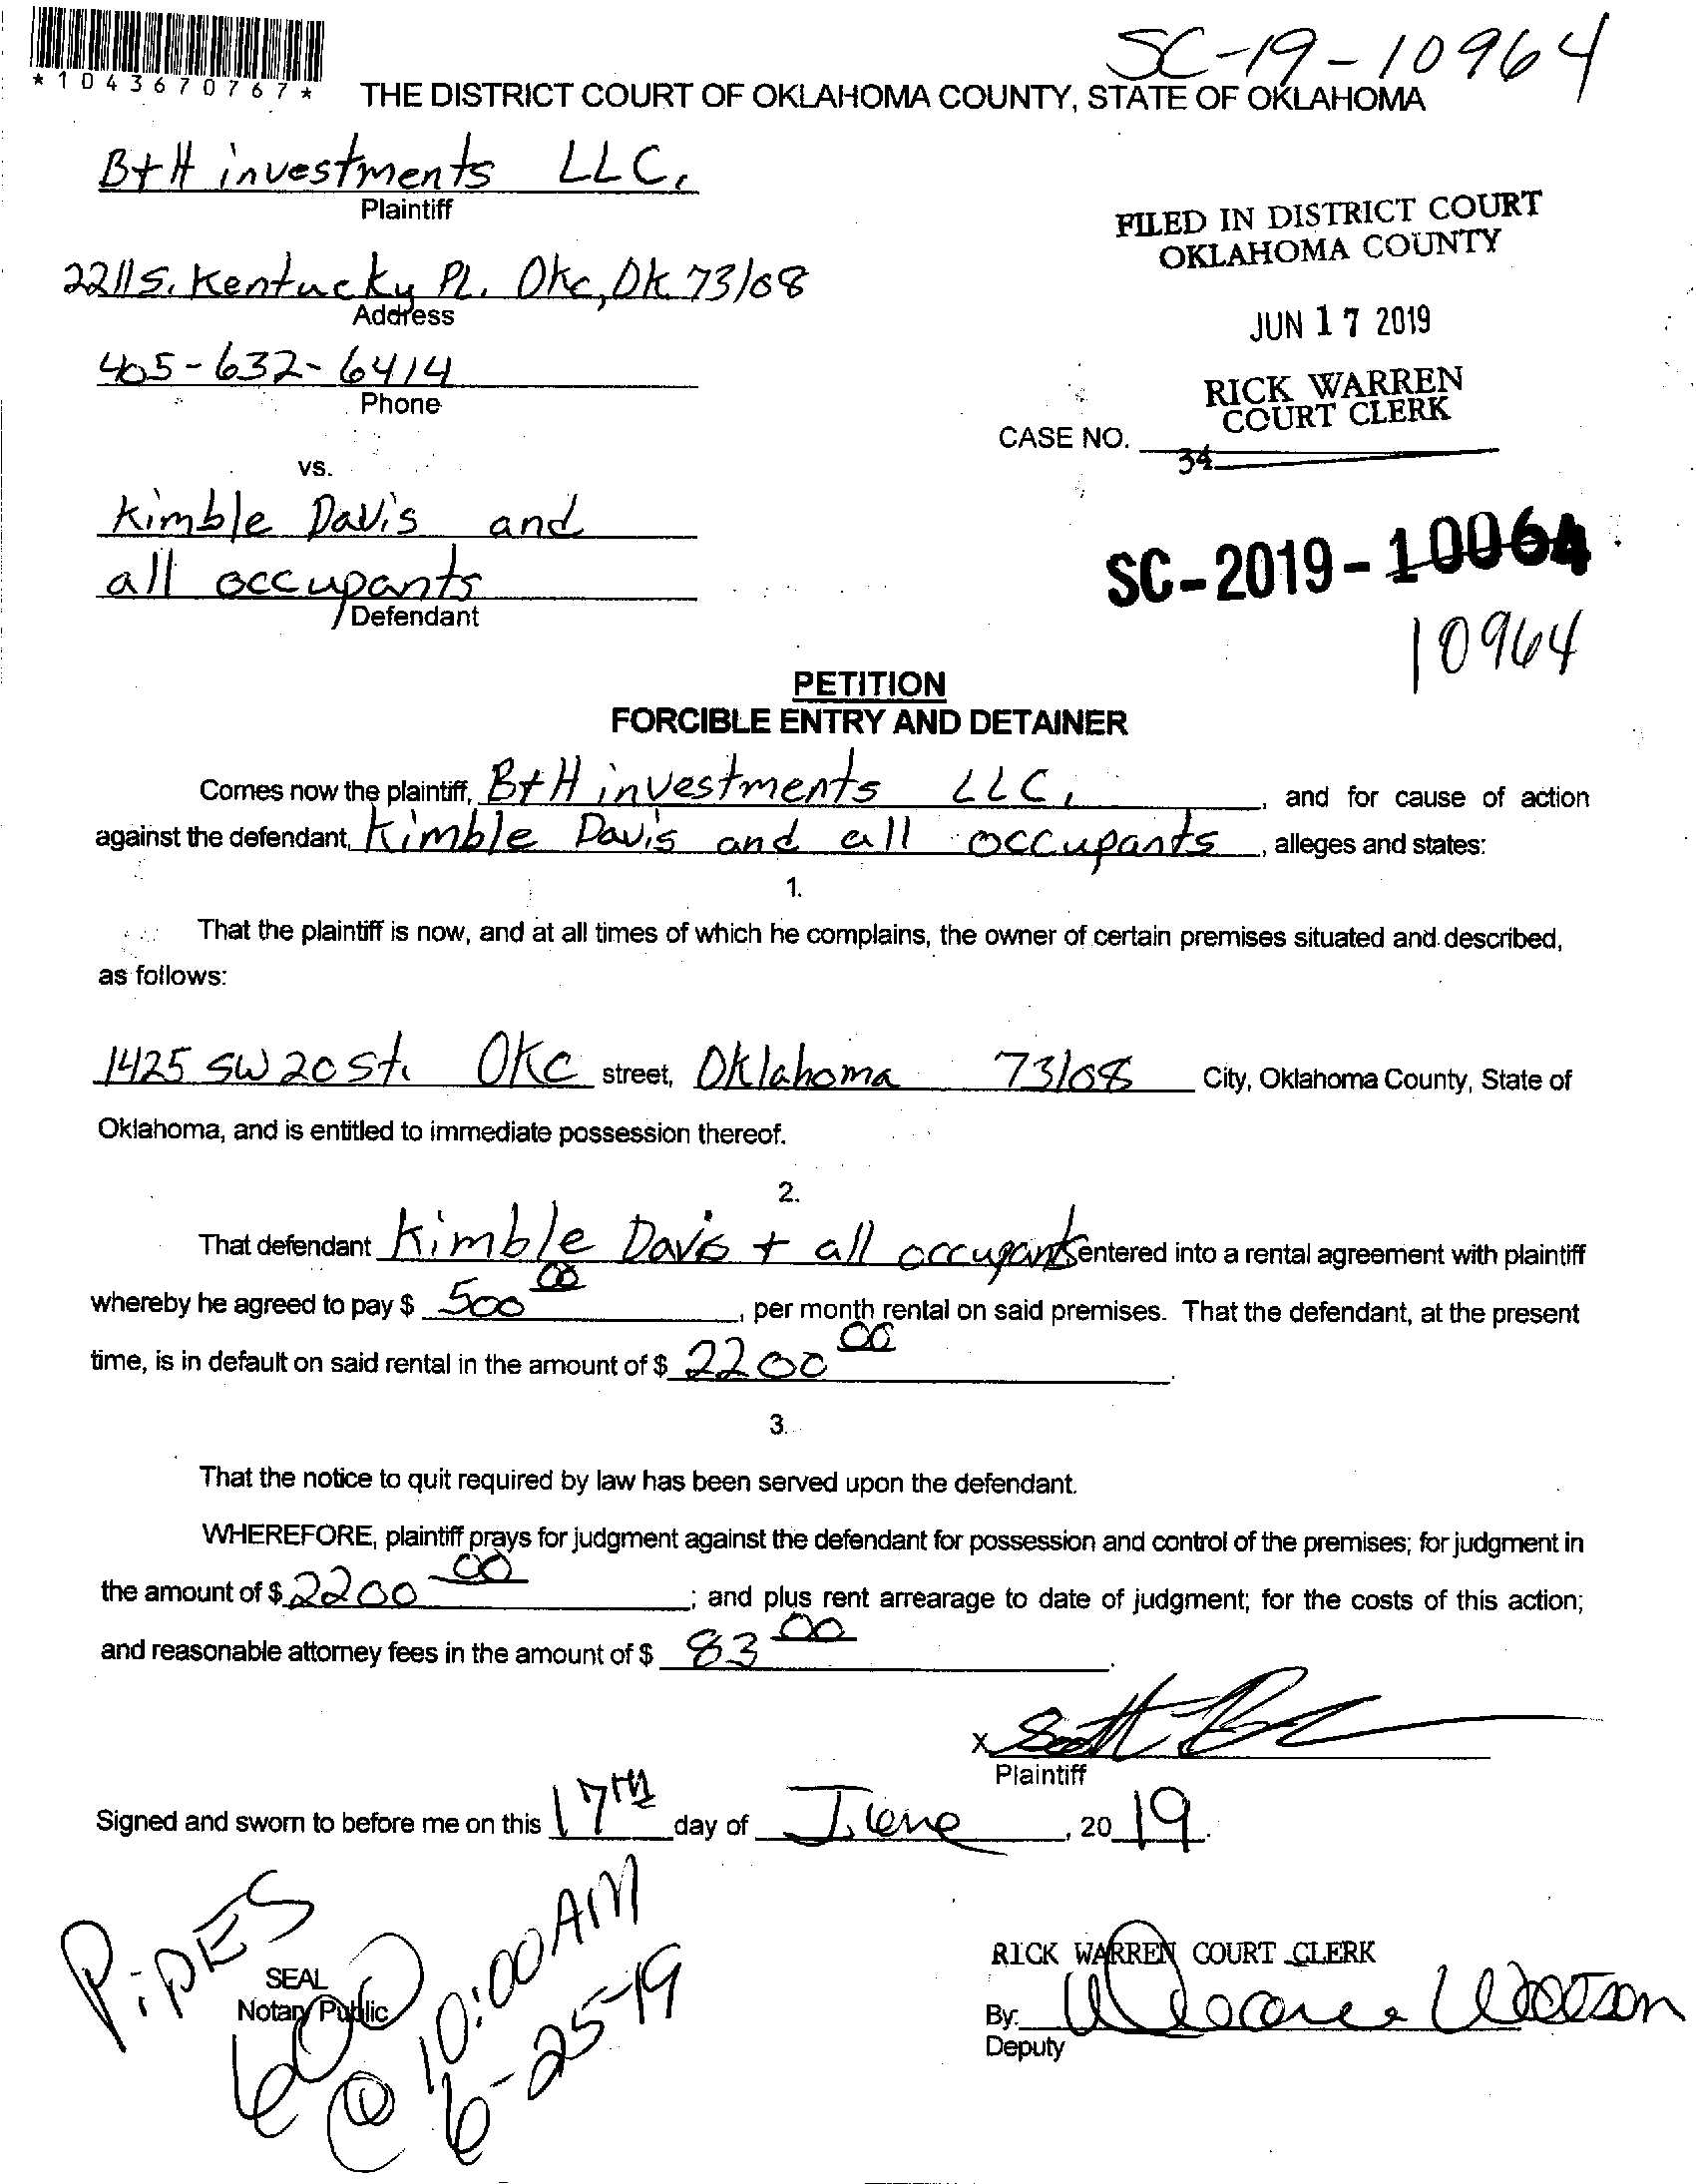 SC-19-10964
*1043670767*
THE DISTRICT COURT OF OKLAHOMA COUNTY, STATE OF OKLAHOMA
B+H investments LLC.
Plaintiff
2211 S. Kentucky Pl. Okc, Ok 73108
Address
405-632-6414
Phone
FILED IN DISTRICT COURT
OKLAHOMA COUNTY
JUN 17 2019
RICK WARREN
COURT CLERK
CASE NO.
34
vs.
Kimble Davis and
all occupants
Defendant
SC-2019-10064
10964
PETITION
FORCIBLE ENTRY AND DETAINER
Comes now the plaintiff, B+H investments LLC, and for cause of action
against the defendant, Kimble Davis and all occupants, alleges and states:
1.
That the plaintiff is now, and at all times of which he complains, the owner of certain premises situated and described,
as follows:
1425 SW 20 St. OKC street, Oklahoma 73108 City, Oklahoma County, State of
Oklahoma, and is entitled to immediate possession thereof.
2.
That defendant Kimble Davis + all occupants entered into a rental agreement with plaintiff
whereby he agreed to pay $ 500 00, per month rental on said premises. That the defendant, at the present
time, is in default on said rental in the amount of $ 2200 00.
3.
That the notice to quit required by law has been served upon the defendant.
WHEREFORE, plaintiff prays for judgment against the defendant for possession and control of the premises; for judgment in
the amount of $ 2200 00; and plus rent arrearage to date of judgment; for the costs of this action;
and reasonable attorney fees in the amount of $ 83 00.
X Scott
Plaintiff
Signed and sworn to before me on this 17TH day of June, 2019.
PiPES
SEAL
Notary Public
600
@ 10:00 AM
6-25-19
RICK WARREN COURT CLERK
By: Watson
Deputy